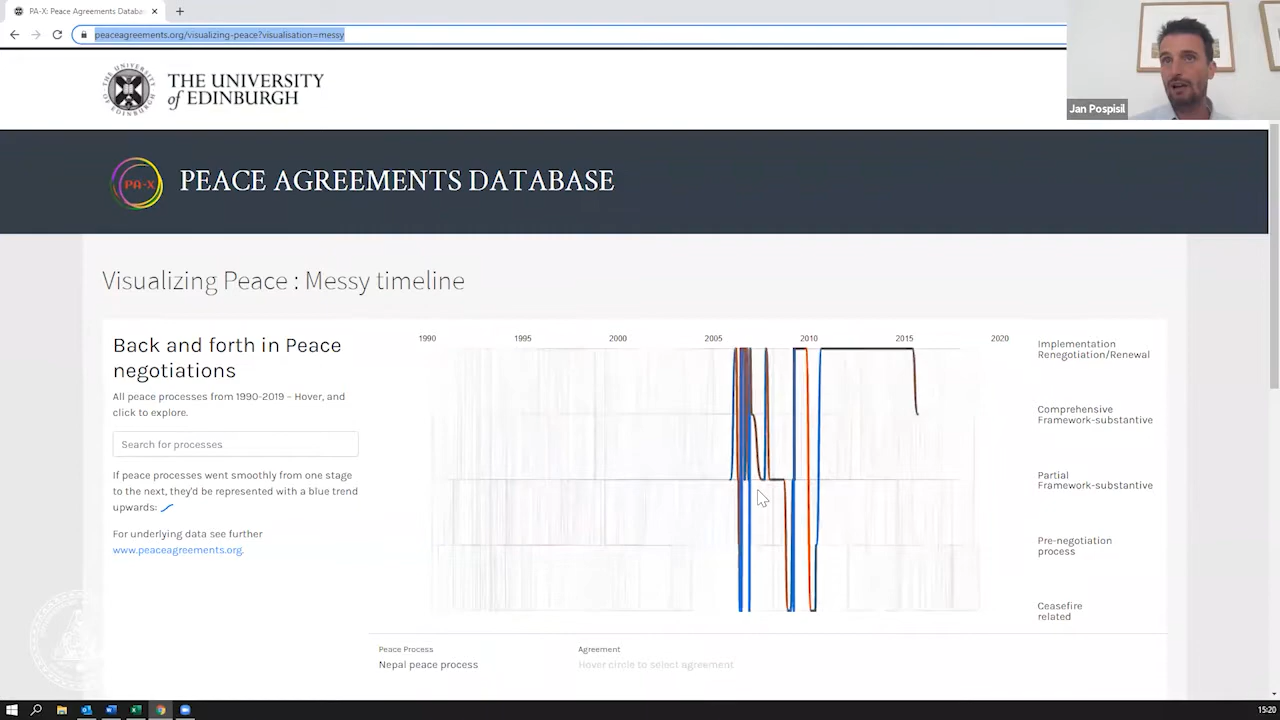 PA-X: Peace Agreements Databa
peaceagreements.org/visualizing-peace?visualisation=messy
Jan Pospisil
THE UNIVERSITY
of EDINBURGH
PA-X
PEACE AGREEMENTS DATABASE
Visualizing Peace : Messy timeline
Back and forth in Peace
negotiations
All peace processes from 1990-2019 – Hover, and
click to explore.
Search for processes
If peace processes went smoothly from one stage
to the next, they'd be represented with a blue trend
upwards:
For underlying data see further
www.peaceagreements.org.
1990 1995 2000 2005 2010 2015 2020
Implementation
Renegotiation/Renewal
Comprehensive
Framework-substantive
Partial
Framework-substantive
Pre-negotiation
process
Ceasefire
related
Peace Process
Nepal peace process
Agreement
Hover circle to select agreement
15:20